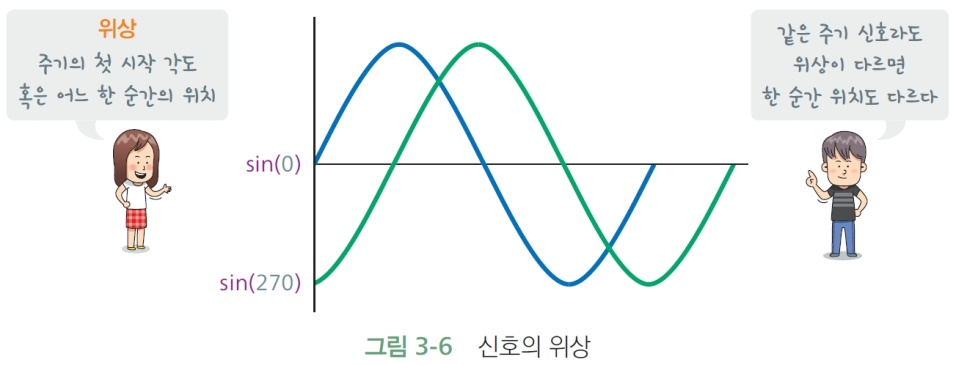 위상
주기의 첫 시작 각도
혹은 어느 한 순간의 위치
같은 주기 신호라도
위상이 다르면
한 순간 위치도 다르다
sin(0)
sin(270)
그림 3-6 신호의 위상